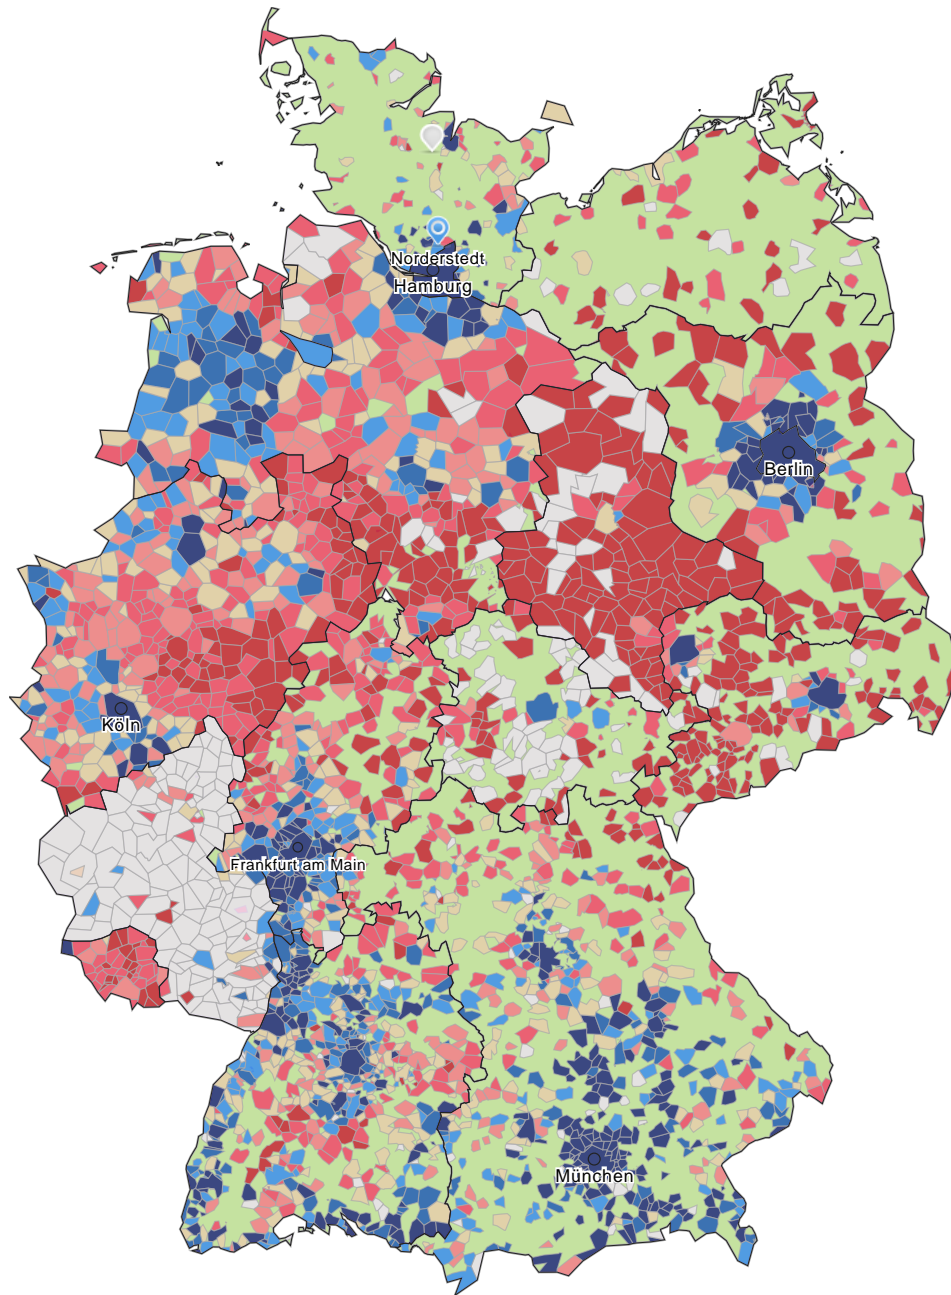 Norderstedt
Hamburg
Berlin
Köln
Frankfurt am Main
München